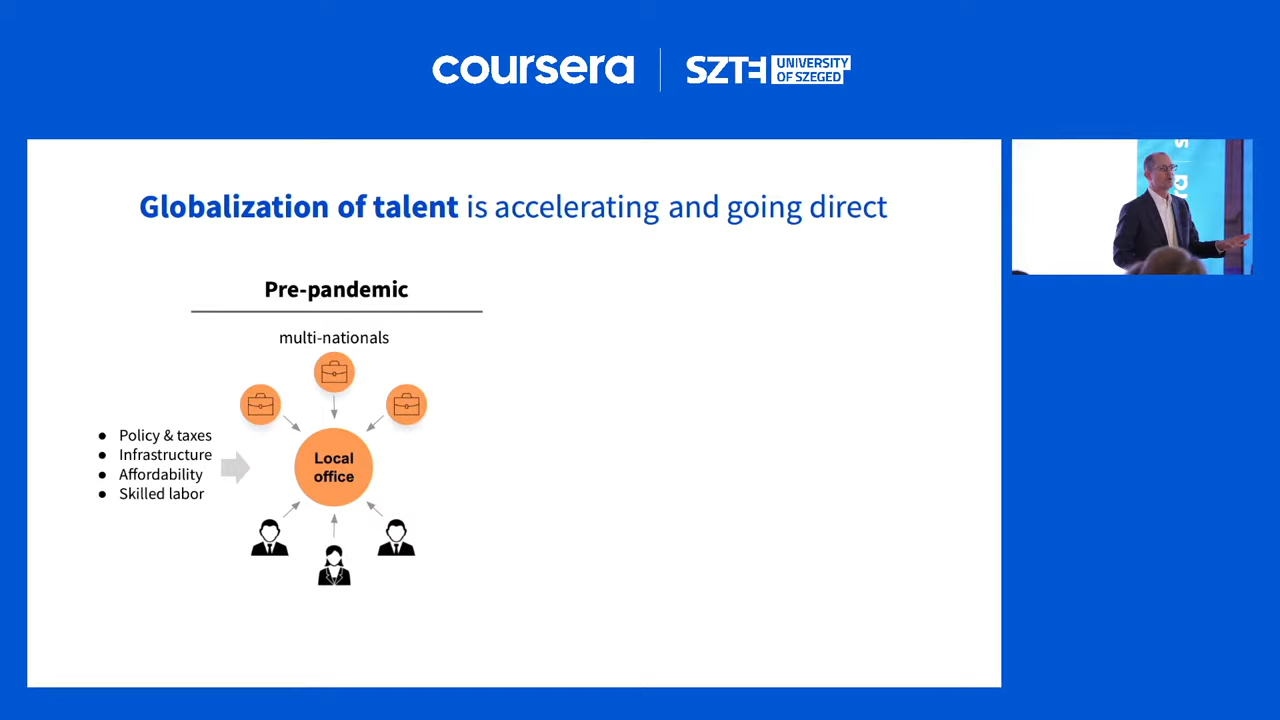 coursera
SZTE UNIVERSITY
OF SZEGED
Globalization of talent is accelerating and going direct
Pre-pandemic
multi-nationals
● Policy & taxes
● Infrastructure
● Affordability
● Skilled labor
Local
office